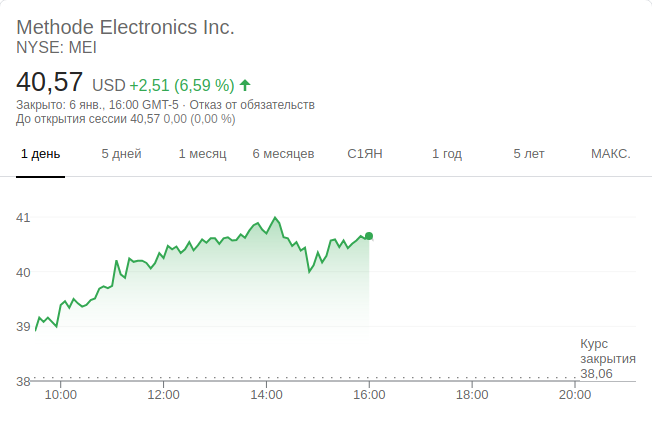 Methode Electronics Inc.
NYSE: MEI
40,57 USD +2,51 (6,59 %)
Закрыто: 6 янв., 16:00 GMT-5 · Отказ от обязательств
До открытия сессии 40,57 0,00 (0,00 %)
1 день 5 дней 1 месяц 6 месяцев С1ЯН 1 год 5 лет МАКС.
41
40
39
Курс
закрытия
38,06
38
10:00 12:00 14:00 16:00 18:00 20:00